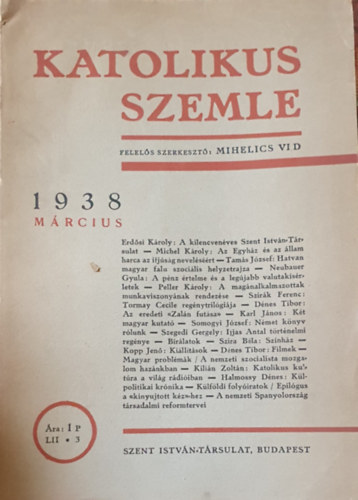 KATOLIKUS
SZEMLE
FELELŐS SZERKESZTŐ: MIHELICS VID
1938
MÁRCIUS
Erdősi Károly: A kilencvenéves Szent István-Tár-
sulat — Michel Károly: Az Egyház és az állam
harca az ifjúság neveléséért — Tamás József: Hatvan
magyar falu szociális helyzetrajza — Neubauer
Gyula: A pénz értelme és a legújabb valutakísér-
letek — Peller Károly: A magánalkalmazottak
munkaviszonyának rendezése — Szirák Ferenc:
Tormay Cecile regénytrilógiája — Dénes Tibor:
Az eredeti «Zalán futása» — Karl János: Két
magyar kutató — Somogyi József: Német könyv
rólunk — Szegedi Gergely: Ijjas Antal történelmi
regénye — Bírálatok — Szira Béla: Színház —
Kopp Jenő: Kiállítások — Dénes Tibor: Filmek —
Magyar problémák / A nemzeti szocialista mozga-
lom hazánkban — Kilián Zoltán: Katolikus kul-
túra a világ rádióiban — Halmossy Dénes: Kül-
politikai krónika — Külföldi folyóiratok / Epilógus
a «kinyujtott kéz»-hez — A nemzeti Spanyolország
társadalmi reformtervei
Ára: 1 P
LII • 3
SZENT ISTVÁN-TÁRSULAT, BUDAPEST